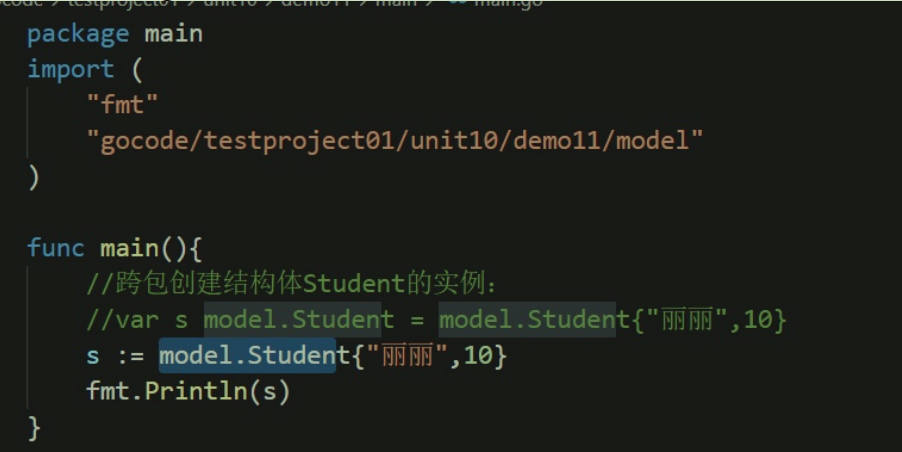 gocode > testproject01 > unit10 > demo11 > main > main.go
package main
import (
    "fmt"
    "gocode/testproject01/unit10/demo11/model"
)
func main(){
    //跨包创建结构体Student的实例：
    //var s model.Student = model.Student{"丽丽",10}
    s := model.Student{"丽丽",10}
    fmt.Println(s)
}